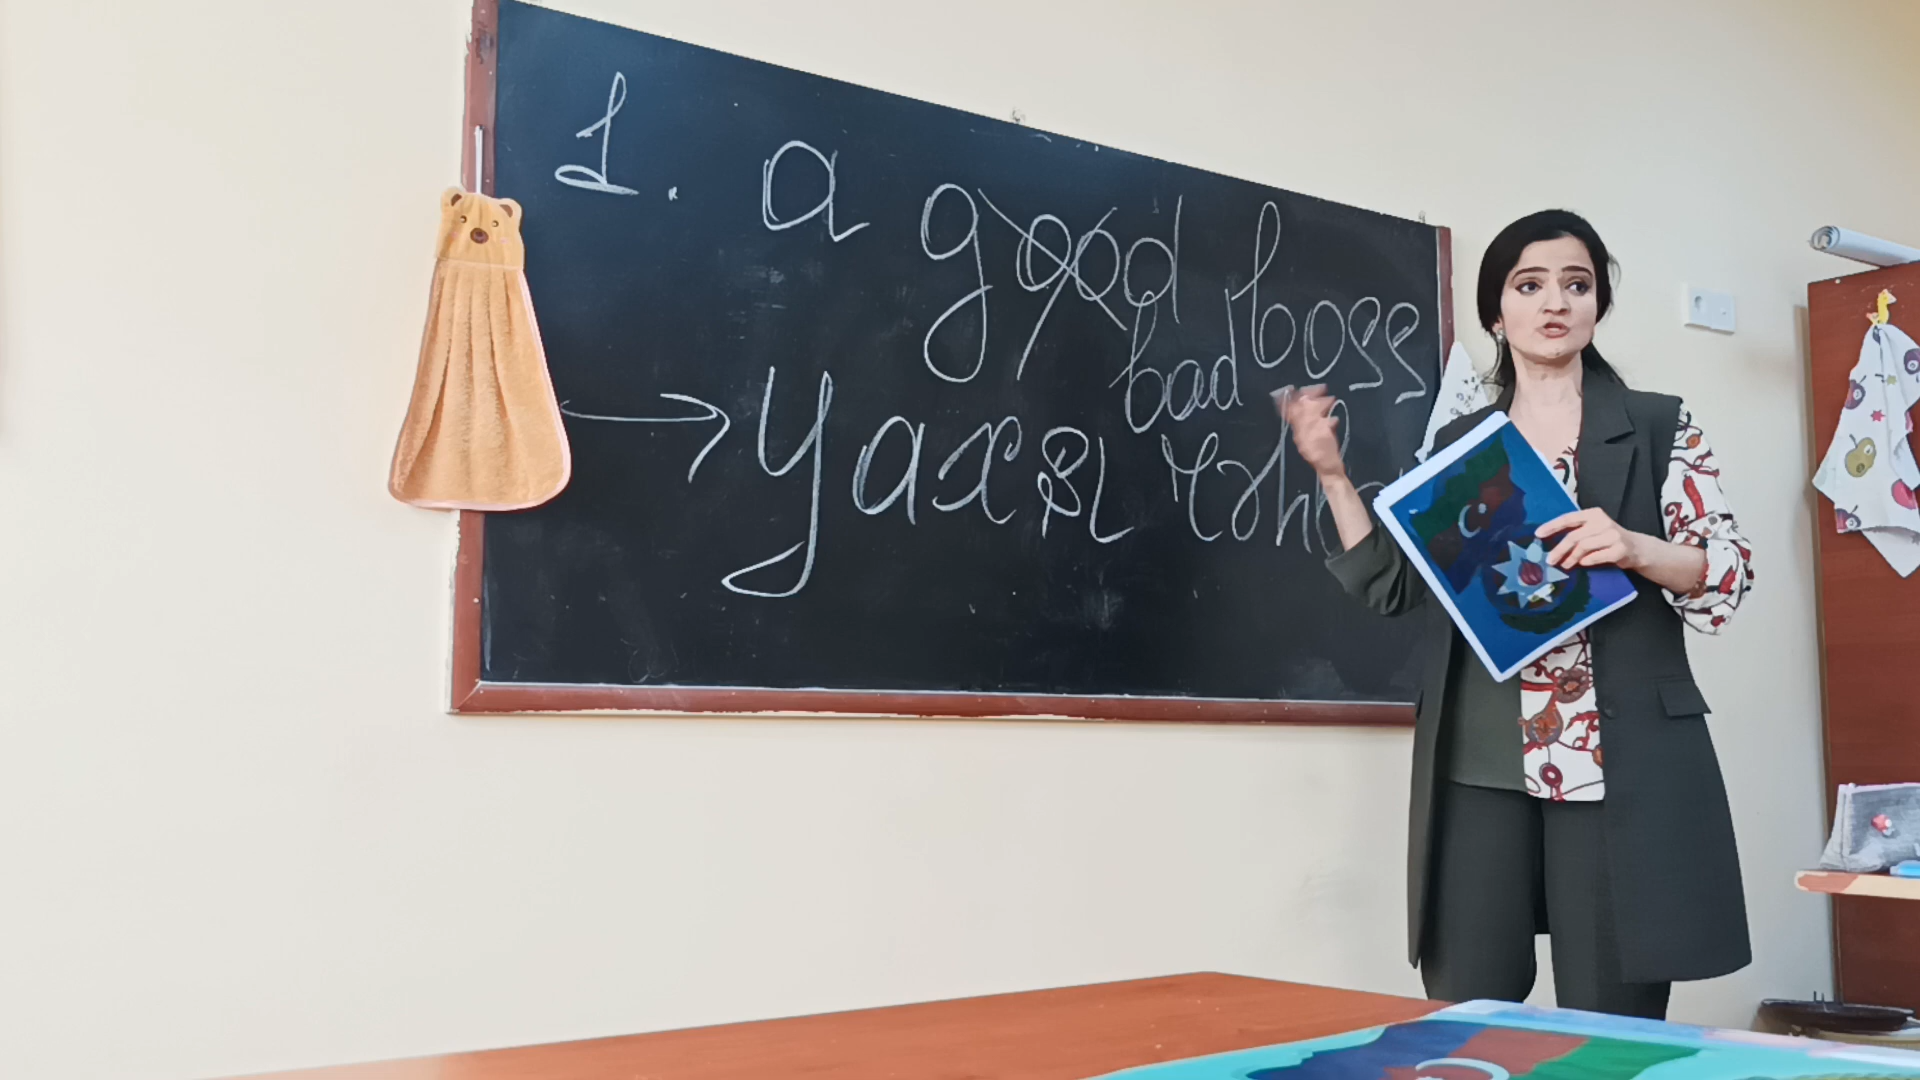 1. a good boss
bad
→ yaxşı